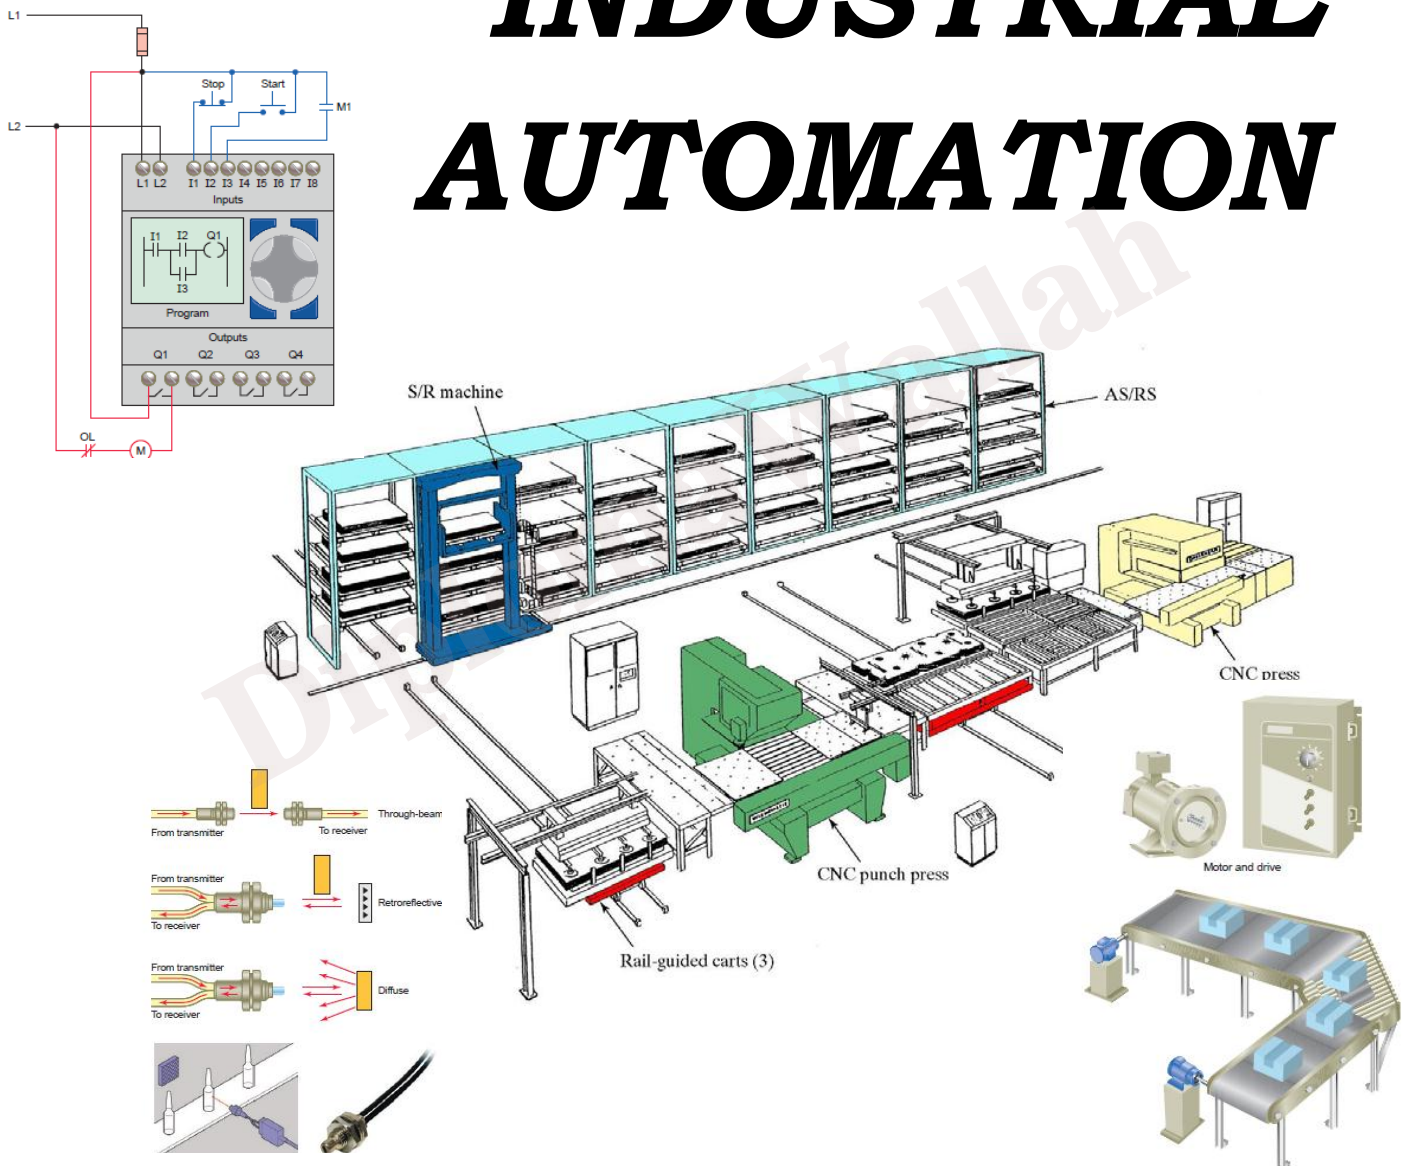 INDUSTRIAL
AUTOMATION
L1
L2
Stop
Start
M1
L1 L2 I1 I2 I3 I4 I5 I6 I7 I8
Inputs
I1 I2 Q1
I3
Program
Outputs
Q1 Q2 Q3 Q4
OL
M
Diploma Wallah
S/R machine
AS/RS
CNC press
CNC punch press
Rail-guided carts (3)
Motor and drive
Through-beam
From transmitter
To receiver
From transmitter
Retroreflective
To receiver
From transmitter
Diffuse
To receiver